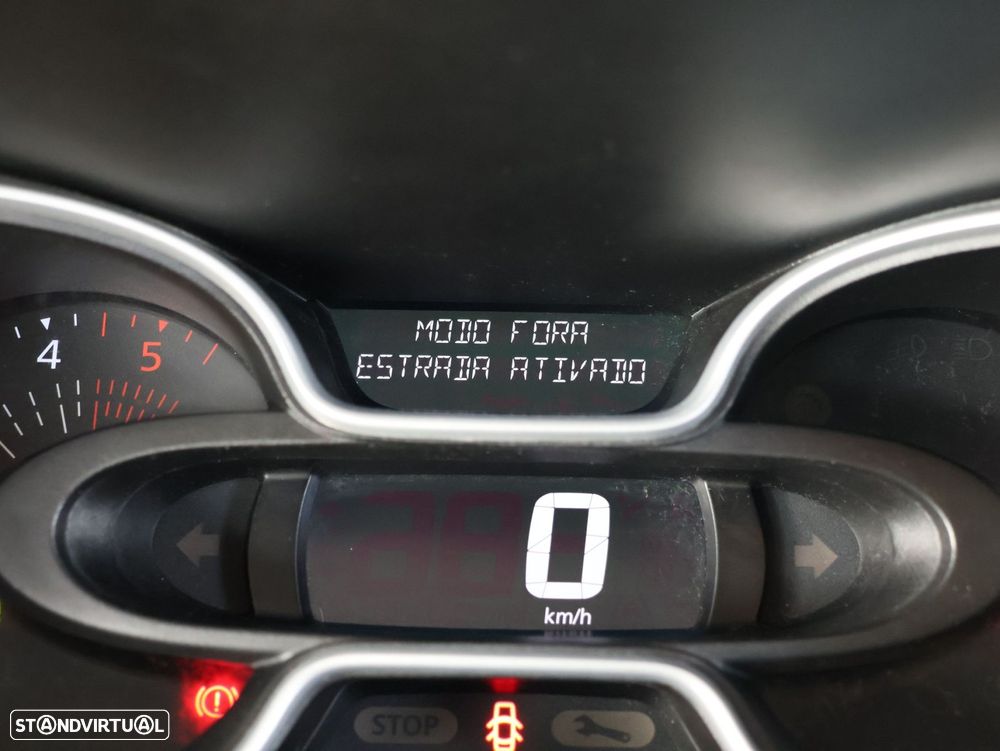 MODO FORA
ESTRADA ATIVADO
4 5
0
km/h
STOP
STANDVIRTUAL